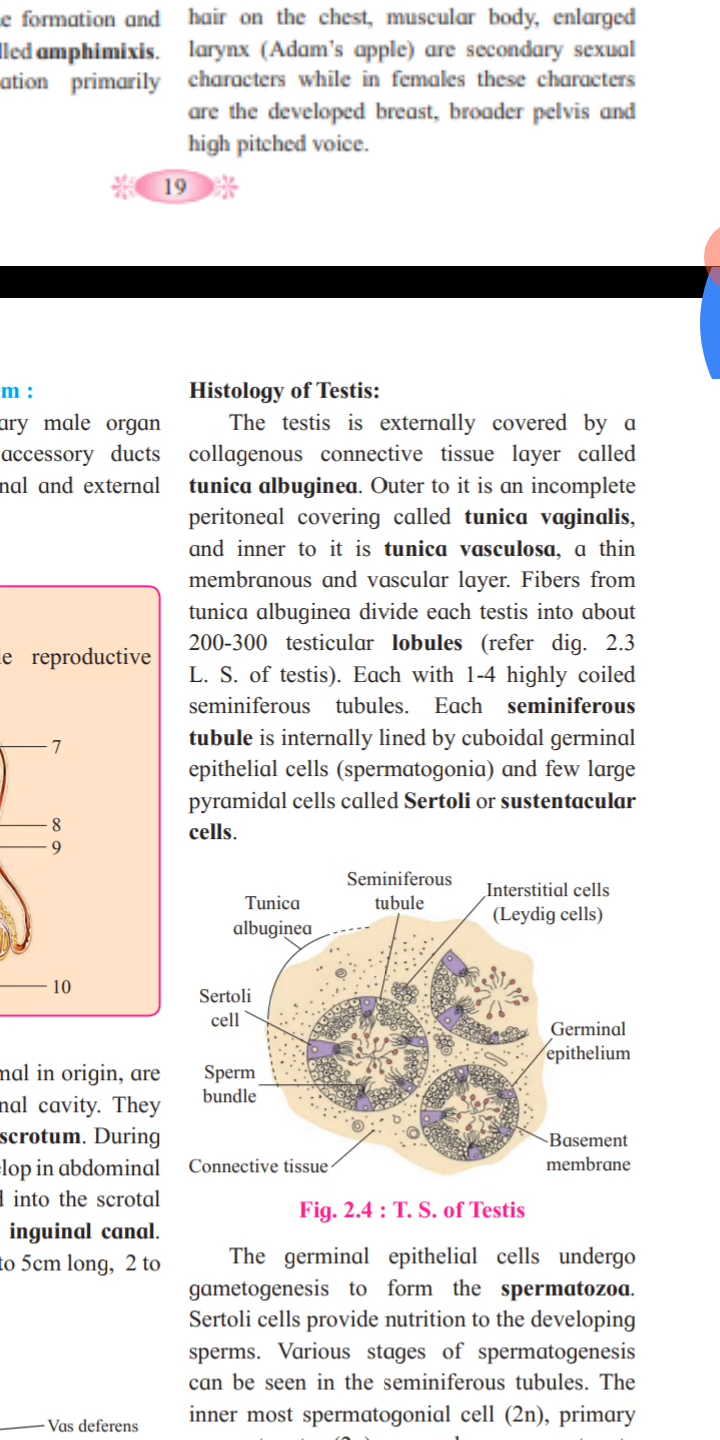 e formation and
lled amphimixis.
ation primarily
hair on the chest, muscular body, enlarged
larynx (Adam's apple) are secondary sexual
characters while in females these characters
are the developed breast, broader pelvis and
high pitched voice.
19
m :
ary male organ
accessory ducts
nal and external
e reproductive
7
8
9
10
mal in origin, are
nal cavity. They
scrotum. During
lop in abdominal
l into the scrotal
inguinal canal.
to 5cm long, 2 to
Vas deferens
Histology of Testis:
The testis is externally covered by a
collagenous connective tissue layer called
tunica albuginea. Outer to it is an incomplete
peritoneal covering called tunica vaginalis,
and inner to it is tunica vasculosa, a thin
membranous and vascular layer. Fibers from
tunica albuginea divide each testis into about
200-300 testicular lobules (refer dig. 2.3
L. S. of testis). Each with 1-4 highly coiled
seminiferous tubules. Each seminiferous
tubule is internally lined by cuboidal germinal
epithelial cells (spermatogonia) and few large
pyramidal cells called Sertoli or sustentacular
cells.
Seminiferous
tubule
Interstitial cells
(Leydig cells)
Tunica
albuginea
Sertoli
cell
Germinal
epithelium
Sperm
bundle
Basement
membrane
Connective tissue
Fig. 2.4 : T. S. of Testis
The germinal epithelial cells undergo
gametogenesis to form the spermatozoa.
Sertoli cells provide nutrition to the developing
sperms. Various stages of spermatogenesis
can be seen in the seminiferous tubules. The
inner most spermatogonial cell (2n), primary